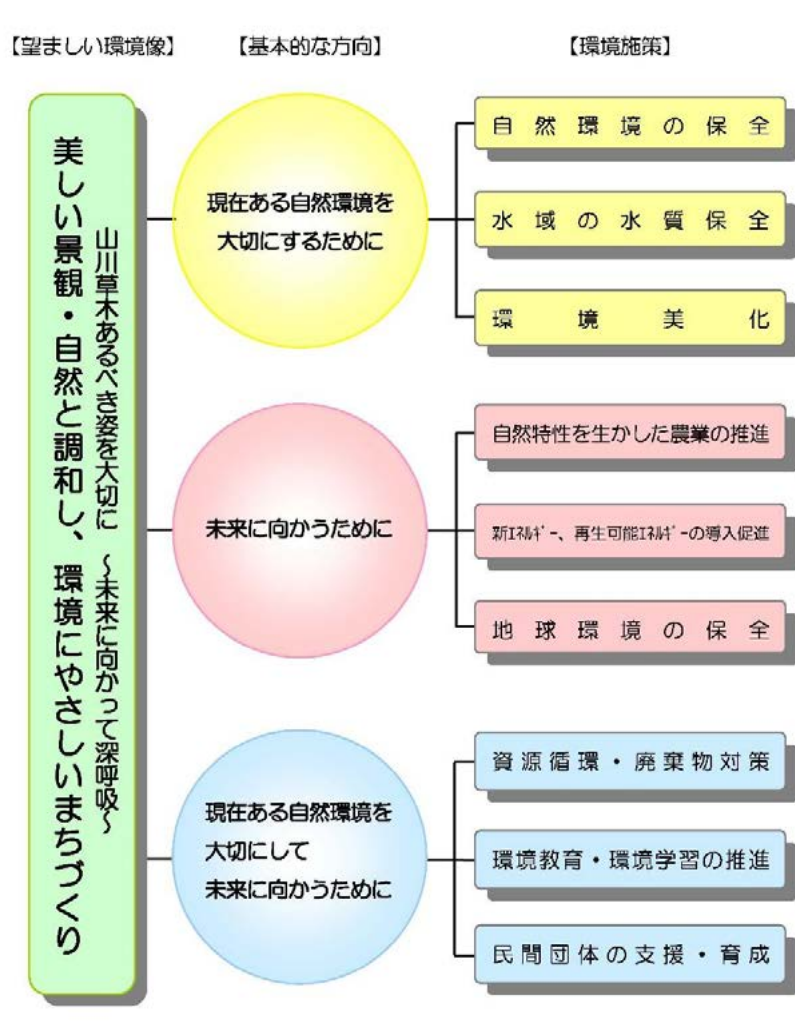 【望ましい環境像】
【基本的な方向】
【環境施策】
山川草木あるべき姿を大切に ～未来に向かって深呼吸～
美しい景観・自然と調和し、環境にやさしいまちづくり
現在ある自然環境を
大切にするために
自然環境の保全
水域の水質保全
環境美化
未来に向かうために
自然特性を生かした農業の推進
新ｴﾈﾙｷﾞｰ、再生可能ｴﾈﾙｷﾞｰの導入促進
地球環境の保全
現在ある自然環境を
大切にして
未来に向かうために
資源循環・廃棄物対策
環境教育・環境学習の推進
民間団体の支援・育成